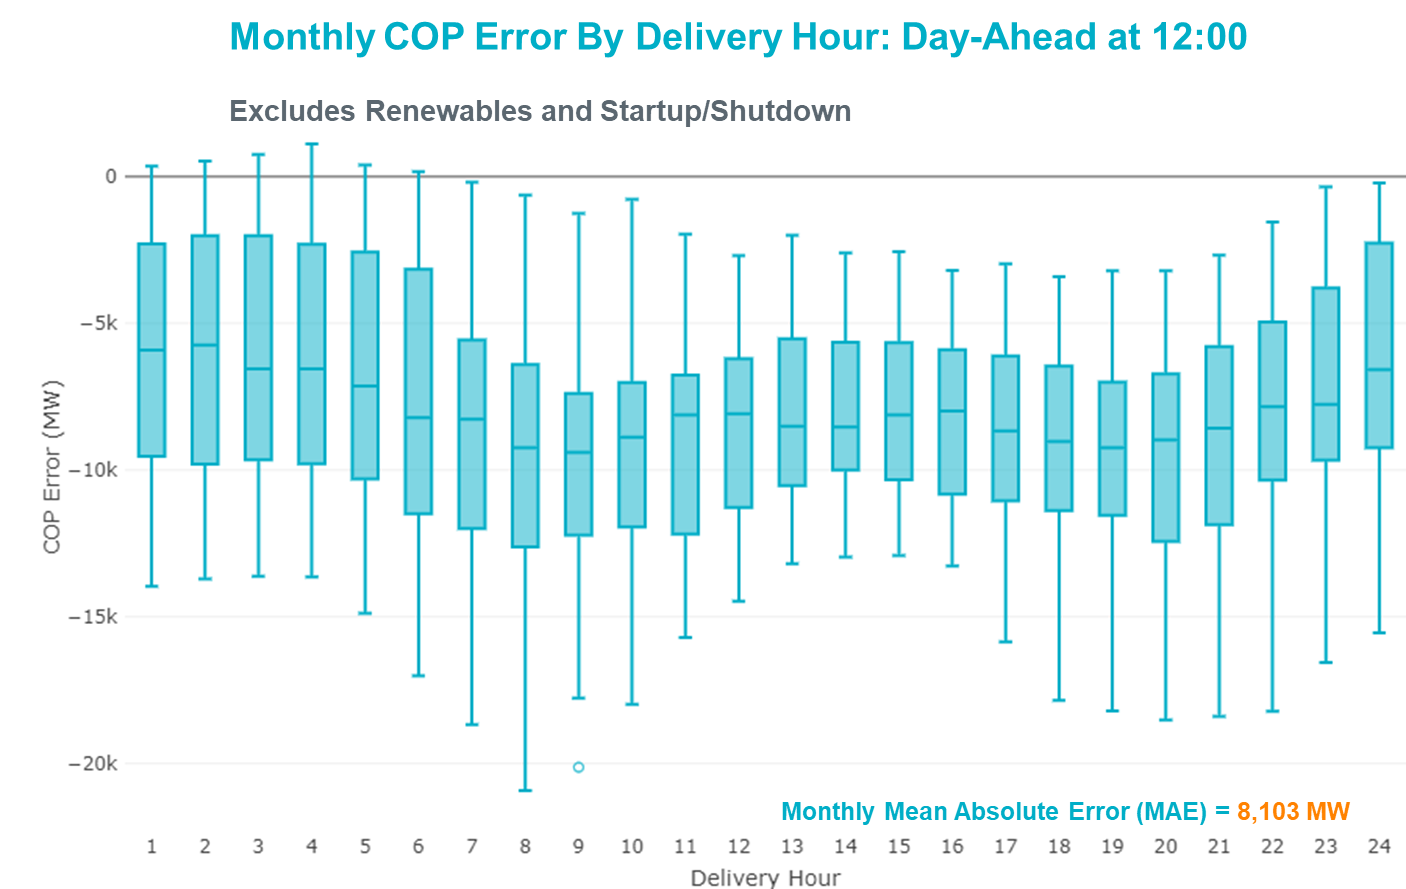 Monthly COP Error By Delivery Hour: Day-Ahead at 12:00
Excludes Renewables and Startup/Shutdown
0
−5k
−10k
−15k
−20k
COP Error (MW)
Monthly Mean Absolute Error (MAE) = 8,103 MW
1 2 3 4 5 6 7 8 9 10 11 12 13 14 15 16 17 18 19 20 21 22 23 24
Delivery Hour